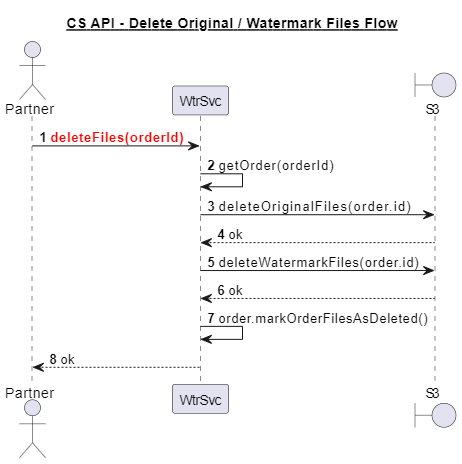 CS API - Delete Original / Watermark Files Flow
Partner
WtrSvc
S3
1 deleteFiles(orderId)
2 getOrder(orderId)
3 deleteOriginalFiles(order.id)
4 ok
5 deleteWatermarkFiles(order.id)
6 ok
7 order.markOrderFilesAsDeleted()
8 ok
Partner
WtrSvc
S3